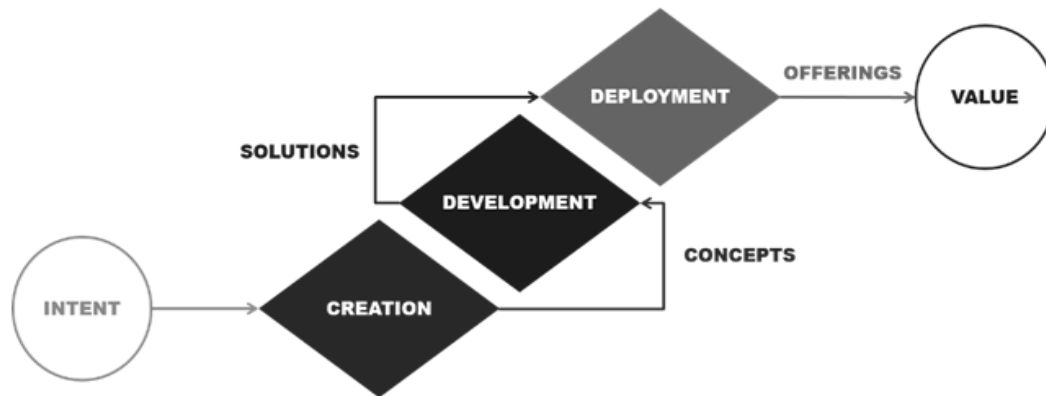 INTENT
CREATION
CONCEPTS
DEVELOPMENT
SOLUTIONS
DEPLOYMENT
OFFERINGS
VALUE